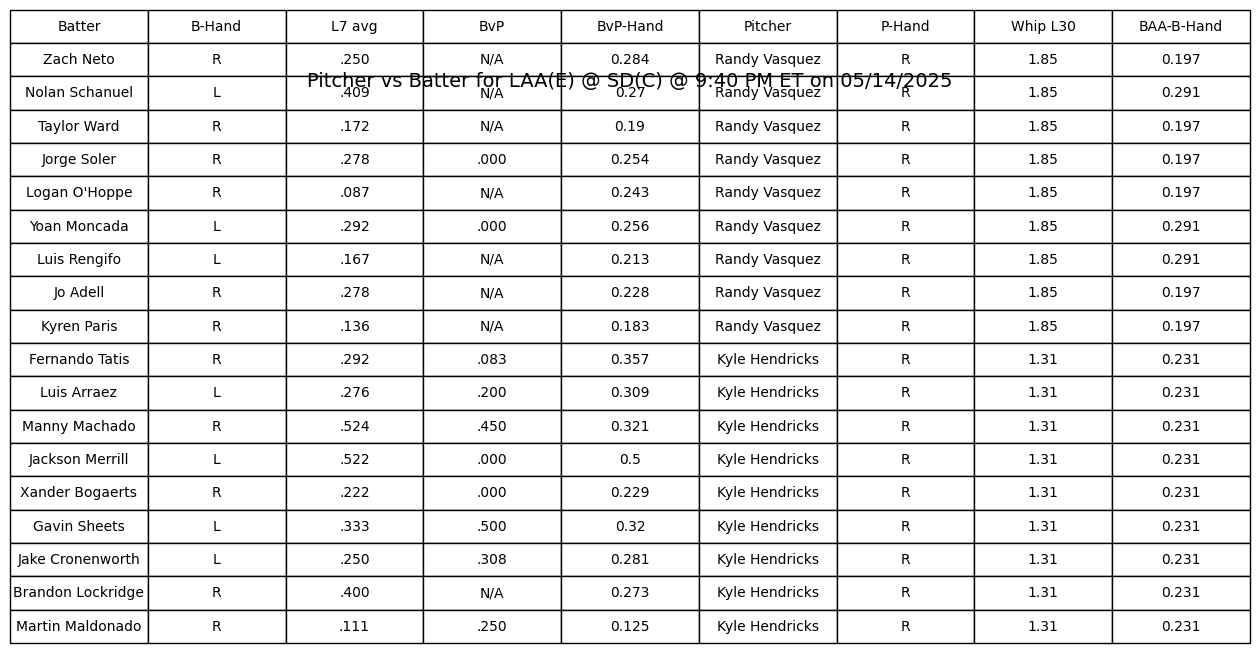 Batter B-Hand L7 avg BvP BvP-Hand Pitcher P-Hand Whip L30 BAA-B-Hand
Zach Neto R .250 N/A 0.284 Randy Vasquez R 1.85 0.197
Pitcher vs Batter for LAA(E) @ SD(C) @ 9:40 PM ET on 05/14/2025
Nolan Schanuel L .409 N/A 0.27 Randy Vasquez R 1.85 0.291
Taylor Ward R .172 N/A 0.19 Randy Vasquez R 1.85 0.197
Jorge Soler R .278 .000 0.254 Randy Vasquez R 1.85 0.197
Logan O'Hoppe R .087 N/A 0.243 Randy Vasquez R 1.85 0.197
Yoan Moncada L .292 .000 0.256 Randy Vasquez R 1.85 0.291
Luis Rengifo L .167 N/A 0.213 Randy Vasquez R 1.85 0.291
Jo Adell R .278 N/A 0.228 Randy Vasquez R 1.85 0.197
Kyren Paris R .136 N/A 0.183 Randy Vasquez R 1.85 0.197
Fernando Tatis R .292 .083 0.357 Kyle Hendricks R 1.31 0.231
Luis Arraez L .276 .200 0.309 Kyle Hendricks R 1.31 0.231
Manny Machado R .524 .450 0.321 Kyle Hendricks R 1.31 0.231
Jackson Merrill L .522 .000 0.5 Kyle Hendricks R 1.31 0.231
Xander Bogaerts R .222 .000 0.229 Kyle Hendricks R 1.31 0.231
Gavin Sheets L .333 .500 0.32 Kyle Hendricks R 1.31 0.231
Jake Cronenworth L .250 .308 0.281 Kyle Hendricks R 1.31 0.231
Brandon Lockridge R .400 N/A 0.273 Kyle Hendricks R 1.31 0.231
Martin Maldonado R .111 .250 0.125 Kyle Hendricks R 1.31 0.231